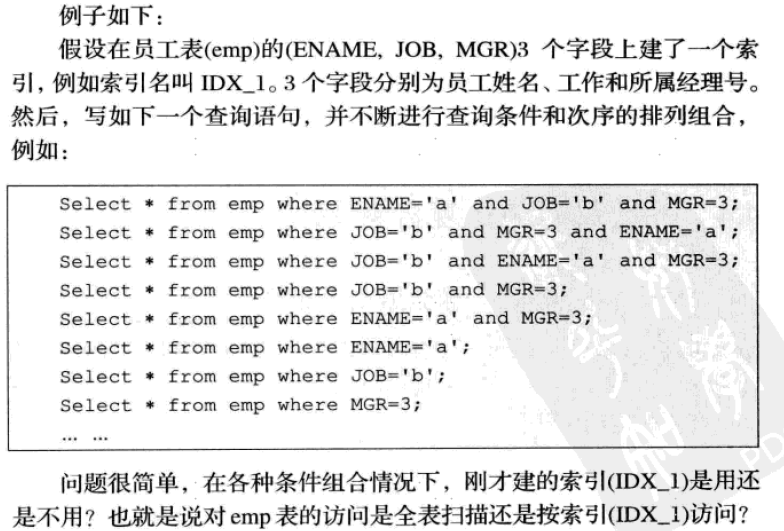 例子如下：
假设在员工表(emp)的(ENAME, JOB, MGR)3 个字段上建了一个索
引，例如索引名叫 IDX_1。3 个字段分别为员工姓名、工作和所属经理号。
然后，写如下一个查询语句，并不断进行查询条件和次序的排列组合，
例如：
Select * from emp where ENAME='a' and JOB='b' and MGR=3;
Select * from emp where JOB='b' and MGR=3 and ENAME='a';
Select * from emp where JOB='b' and ENAME='a' and MGR=3;
Select * from emp where JOB='b' and MGR=3;
Select * from emp where ENAME='a' and MGR=3;
Select * from emp where ENAME='a';
Select * from emp where JOB='b';
Select * from emp where MGR=3;
... ...
问题很简单，在各种条件组合情况下，刚才建的索引(IDX_1)是用还
是不用？也就是说对 emp 表的访问是全表扫描还是按索引(IDX_1)访问？
PD